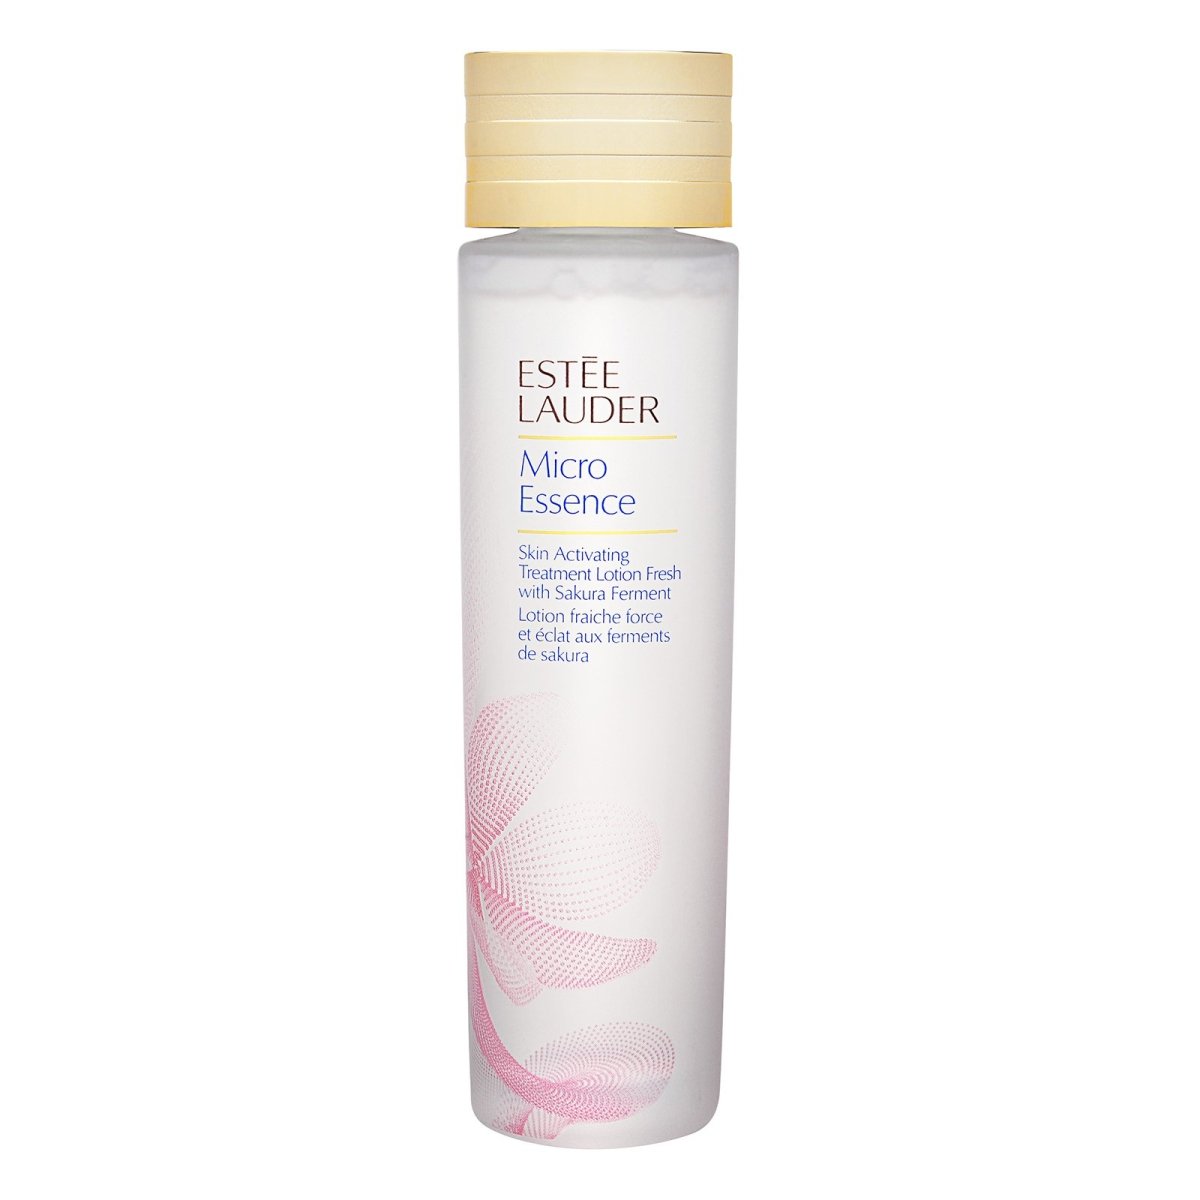 ESTĒE
LAUDER
Micro
Essence
Skin Activating
Treatment Lotion Fresh
with Sakura Ferment
Lotion fraiche force
et éclat aux ferments
de sakura